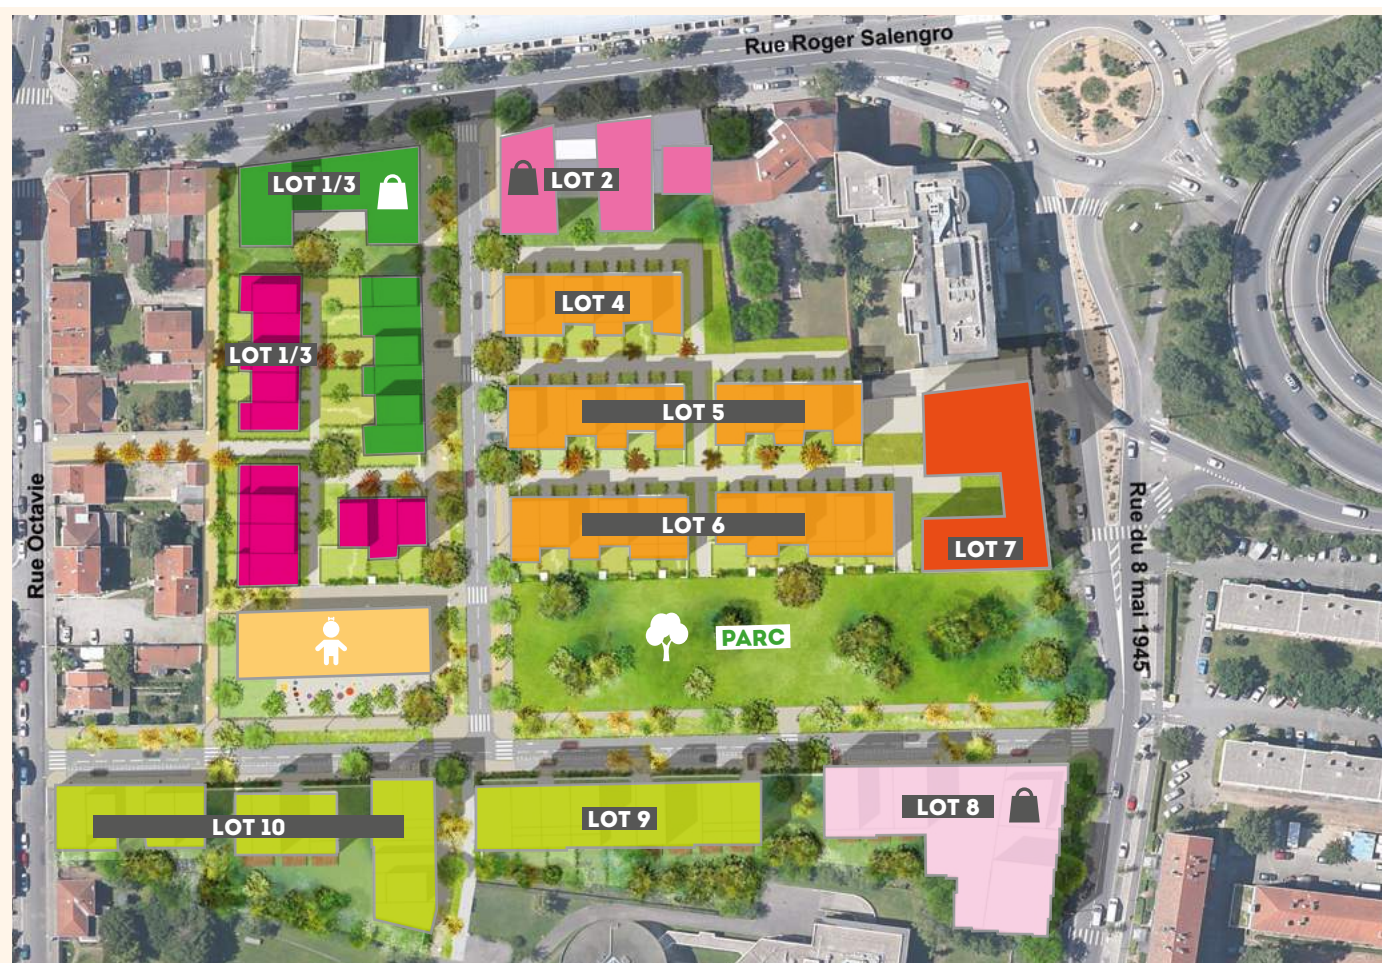 Rue Roger Salengro
LOT 1/3
LOT 2
LOT 4
LOT 1/3
LOT 5
LOT 6
LOT 7
Rue Octavie
Rue du 8 mai 1945
PARC
LOT 8
LOT 9
LOT 10